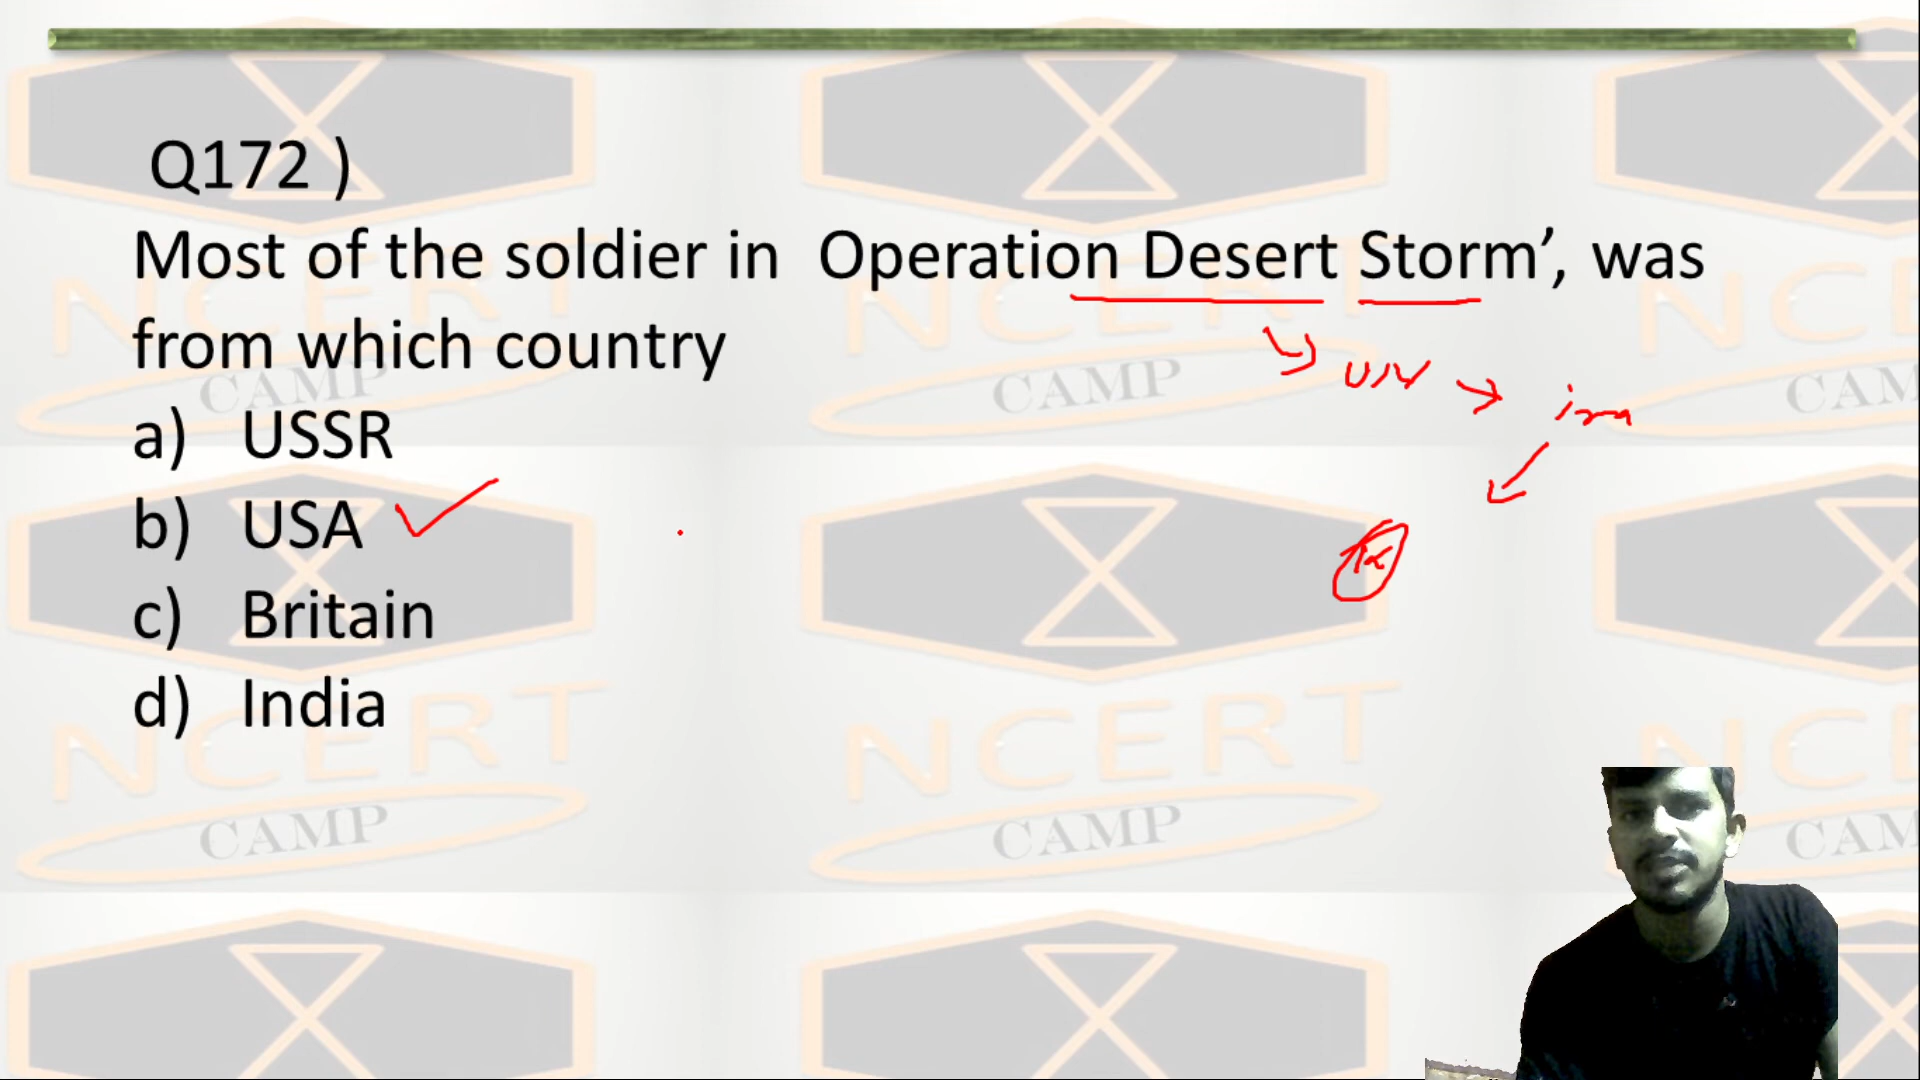 Q172 )
Most of the soldier in Operation Desert Storm’, was
from which country
UN
a) USSR
b) USA
c) Britain
d) India
NCERT
CAMP